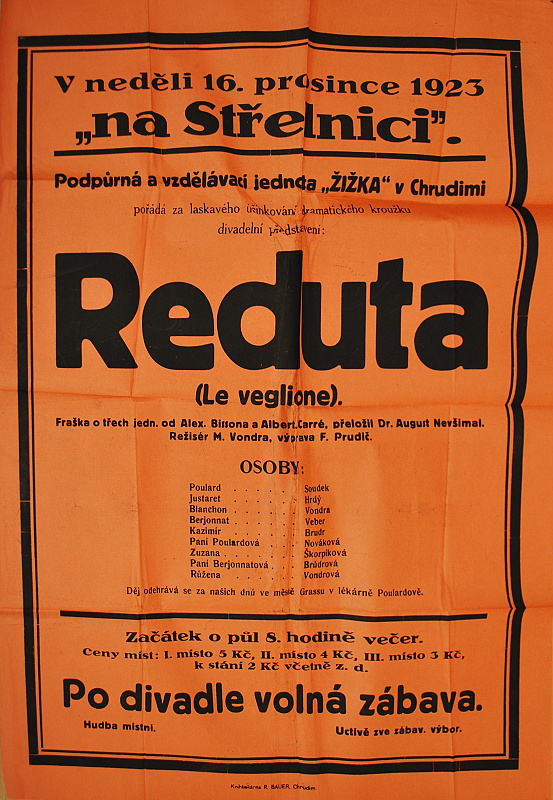 V neděli 16. prosince 1923
„na Střelnici".
Podpůrná a vzdělávací jednota „ŽIŽKA" v Chrudimi
pořádá za laskavého účinkování dramatického kroužku
divadelní představení:
Reduta
(Le veglione).
Fraška o třech jedn. od Alex. Bissona a Albert. Carré, přeložil Dr. August Nevšímal.
Režisér M. Vondra, výprava F. Prudič.
OSOBY:
Poulard . . . . . . Soudek
Justaret . . . . . . Hrdý
Blanchon . . . . . . Vondra
Berjonnat . . . . . . Veber
Kazimír . . . . . . Brudr
Paní Poulardová . . . . Nováková
Zuzana . . . . . . . Škorpíková
Paní Berjonnatová . . . Brůdrová
Růžena . . . . . . Vondrová
Děj odehrává se za našich dnů ve městě Grassu v lékárně Poulardově.
Začátek o půl 8. hodině večer.
Ceny míst: I. místo 5 Kč, II. místo 4 Kč, III. místo 3 Kč,
k stání 2 Kč včetně z. d.
Po divadle volná zábava.
Hudba místní.
Uctivě zve zábav. výbor.
Knihtiskárna R. BAUER, Chrudim.